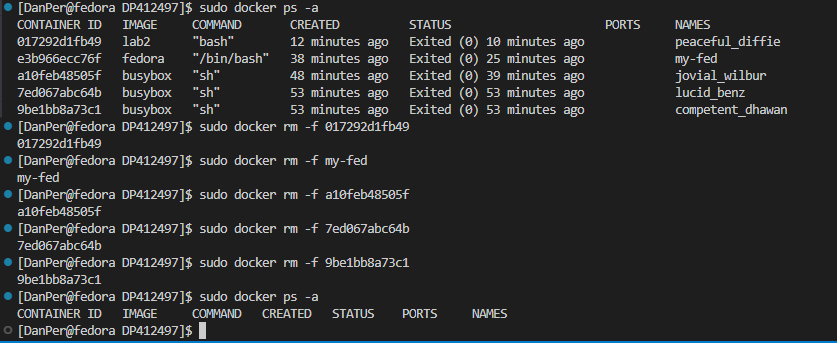 [DanPer@fedora DP412497]$ sudo docker ps -a
CONTAINER ID   IMAGE     COMMAND       CREATED          STATUS                      PORTS     NAMES
017292d1fb49   lab2      "bash"        12 minutes ago   Exited (0) 10 minutes ago             peaceful_diffie
e3b966ecc76f   fedora    "/bin/bash"   38 minutes ago   Exited (0) 25 minutes ago             my-fed
a10feb48505f   busybox   "sh"          48 minutes ago   Exited (0) 39 minutes ago             jovial_wilbur
7ed067abc64b   busybox   "sh"          53 minutes ago   Exited (0) 53 minutes ago             lucid_benz
9be1bb8a73c1   busybox   "sh"          53 minutes ago   Exited (0) 53 minutes ago             competent_dhawan
[DanPer@fedora DP412497]$ sudo docker rm -f 017292d1fb49
017292d1fb49
[DanPer@fedora DP412497]$ sudo docker rm -f my-fed
my-fed
[DanPer@fedora DP412497]$ sudo docker rm -f a10feb48505f
a10feb48505f
[DanPer@fedora DP412497]$ sudo docker rm -f 7ed067abc64b
7ed067abc64b
[DanPer@fedora DP412497]$ sudo docker rm -f 9be1bb8a73c1
9be1bb8a73c1
[DanPer@fedora DP412497]$ sudo docker ps -a
CONTAINER ID   IMAGE     COMMAND   CREATED   STATUS    PORTS     NAMES
[DanPer@fedora DP412497]$